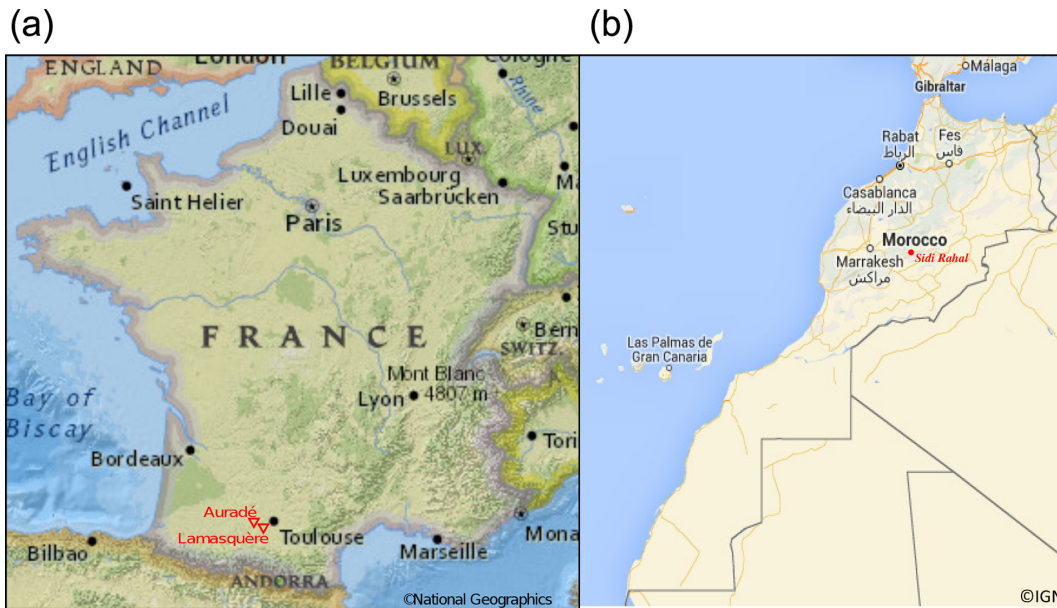 (a)
(b)
ENGLAND
London
BELGIUM
Cologne
Lille
Brussels
Rhine
Douai
English Channel
LUX.
Luxembourg
Saarbrücken
Ma
Saint Helier
Paris
Stu
FRANCE
Bern
SWITZ.
Mont Blanc
4807 m
Lyon
Bay of
Biscay
Tori
Bordeaux
Auradé
Lamasquère
Toulouse
Marseille
Mona
Bilbao
ANDORRA
©National Geographics
Málaga
Gibraltar
Rabat
الرباط
Fes
فاس
Casablanca
الدار البيضاء
Morocco
Sidi Rahal
Marrakesh
مراكش
Las Palmas de
Gran Canaria
©IGN